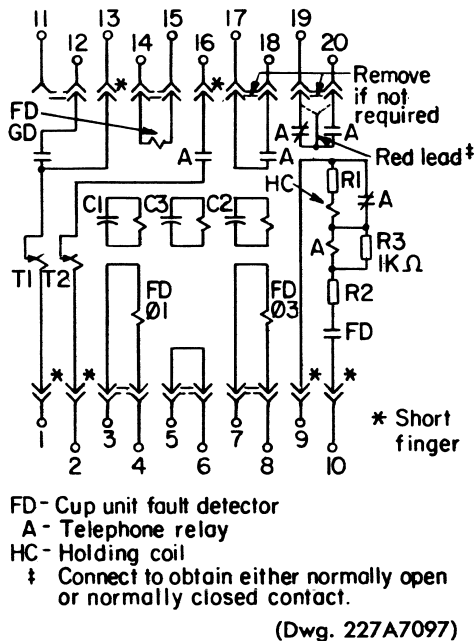 11 12 13 14 15 16 17 18 19 20
* *
Remove
if not
required
FD
GD
A A A A
Red lead‡
HC R1
C1 C3 C2
A
A R3
1KΩ
T1 T2
FD
Ø1
FD
Ø3
R2
FD
* * * *
1 2 3 4 5 6 7 8 9 10
* Short
finger
FD - Cup unit fault detector
A - Telephone relay
HC - Holding coil
‡ Connect to obtain either normally open
or normally closed contact.
(Dwg. 227A7097)